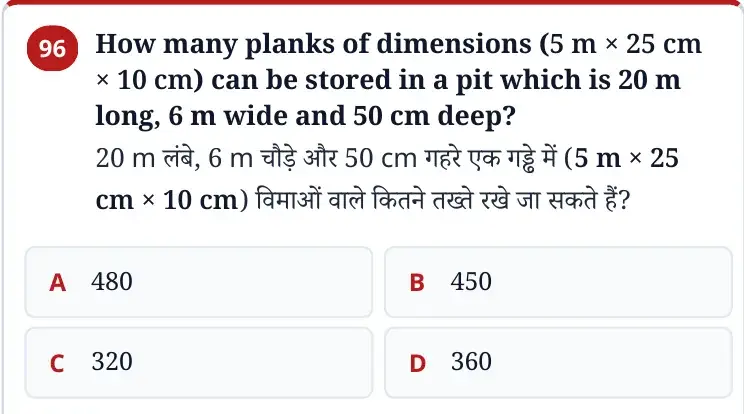 96 How many planks of dimensions (5 m × 25 cm
× 10 cm) can be stored in a pit which is 20 m
long, 6 m wide and 50 cm deep?
20 m लंबे, 6 m चौड़े और 50 cm गहरे एक गड्ढे में (5 m × 25
cm × 10 cm) विमाओं वाले कितने तख्ते रखे जा सकते हैं?
A 480
B 450
C 320
D 360